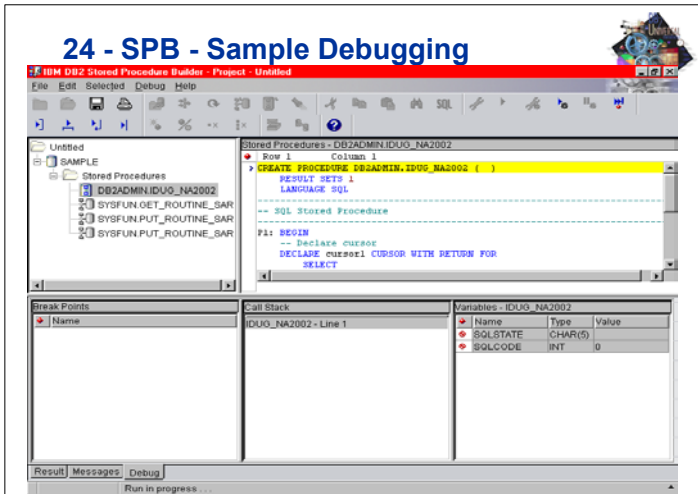 24 - SPB - Sample Debugging
IBM DB2 Stored Procedure Builder - Project - Untitled
File Edit Selected Debug Help
SQL
Untitled
SAMPLE
Stored Procedures
DB2ADMIN.IDUG_NA2002
SYSFUN.GET_ROUTINE_SAR
SYSFUN.PUT_ROUTINE_SAR
SYSFUN.PUT_ROUTINE_SAR
Stored Procedures - DB2ADMIN.IDUG_NA2002
Row 1 Column 1
CREATE PROCEDURE DB2ADMIN.IDUG_NA2002 ( )
RESULT SETS 1
LANGUAGE SQL
------------------------------------------------------------------------
-- SQL Stored Procedure
------------------------------------------------------------------------
P1: BEGIN
-- Declare cursor
DECLARE cursor1 CURSOR WITH RETURN FOR
SELECT
Break Points
Name
Call Stack
IDUG_NA2002 - Line 1
Variables - IDUG_NA2002
Name Type Value
SQLSTATE CHAR(5)
SQLCODE INT 0
Result Messages Debug
Run in progress . . .